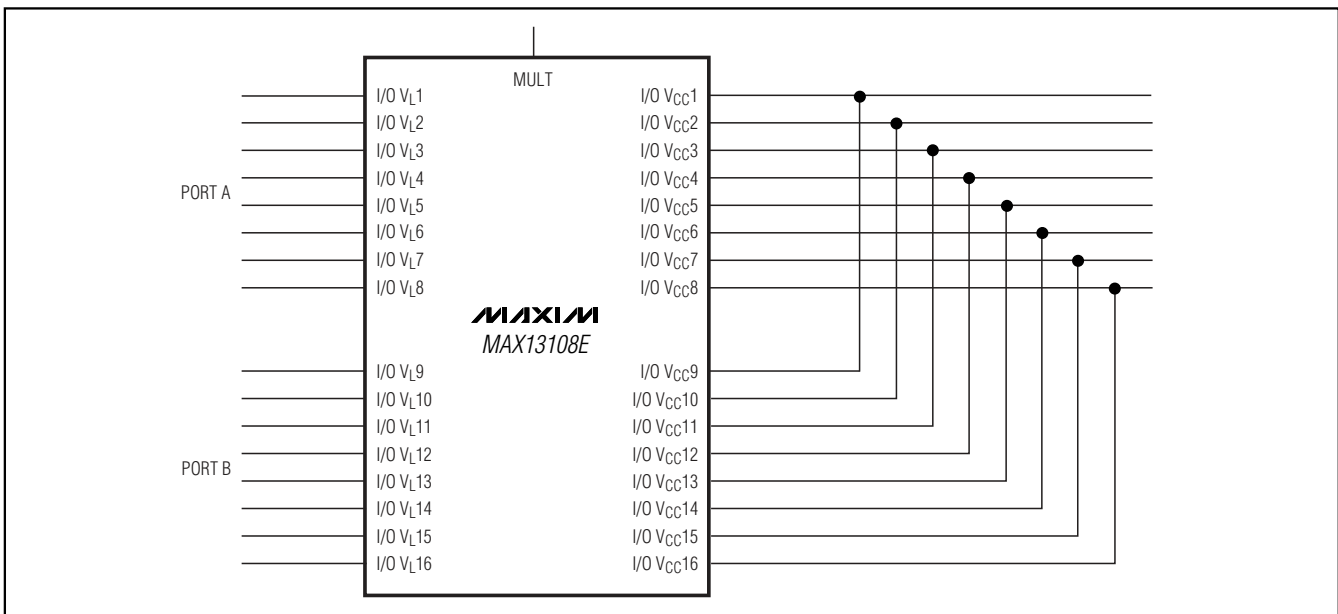 MULT
I/O VL1
I/O VL2
I/O VL3
I/O VL4
PORT A
I/O VL5
I/O VL6
I/O VL7
I/O VL8
I/O VCC1
I/O VCC2
I/O VCC3
I/O VCC4
I/O VCC5
I/O VCC6
I/O VCC7
I/O VCC8
MAXIM
MAX13108E
I/O VL9
I/O VL10
I/O VL11
I/O VL12
PORT B
I/O VL13
I/O VL14
I/O VL15
I/O VL16
I/O VCC9
I/O VCC10
I/O VCC11
I/O VCC12
I/O VCC13
I/O VCC14
I/O VCC15
I/O VCC16